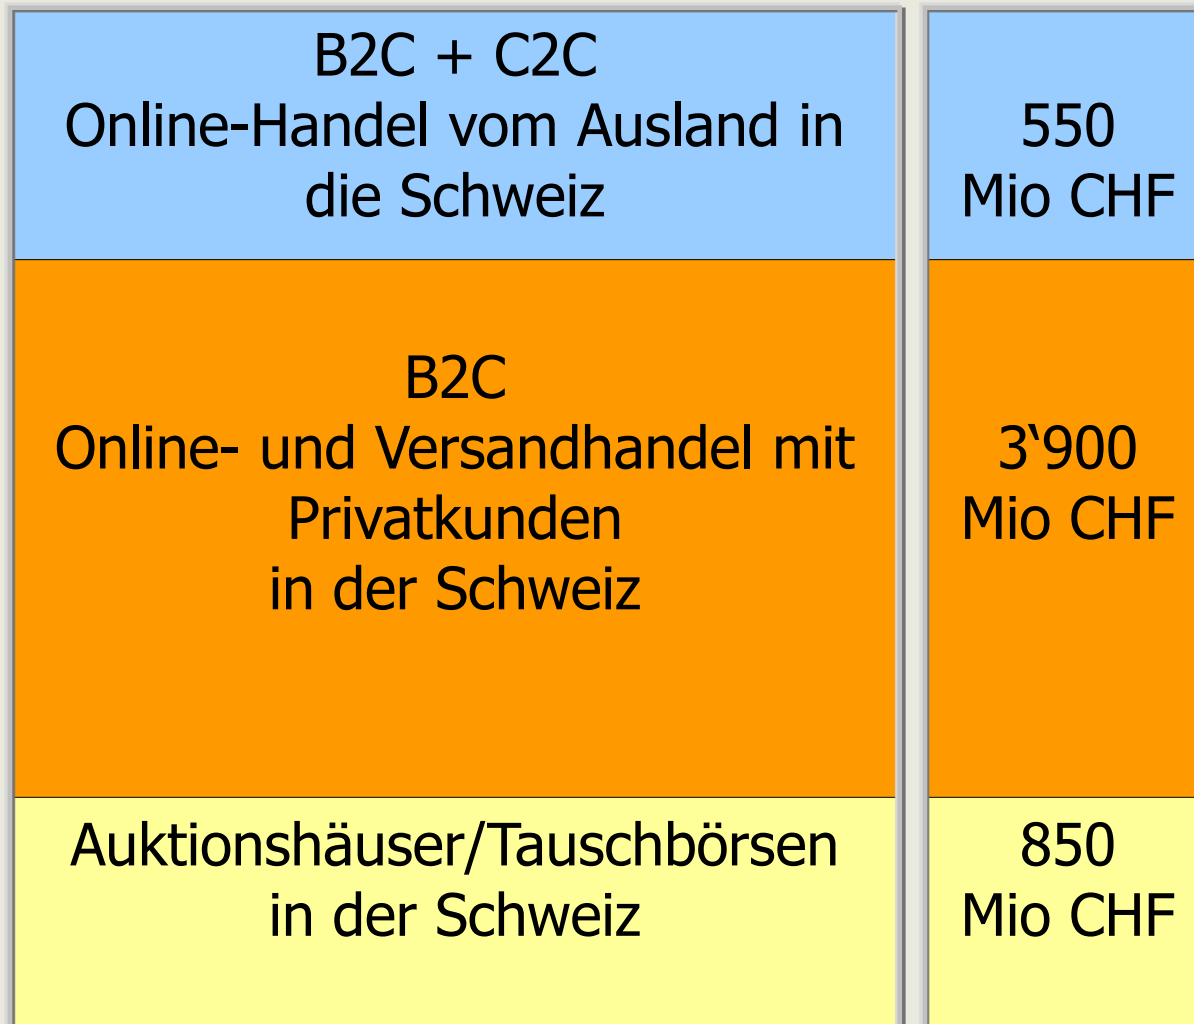 B2C + C2C
Online-Handel vom Ausland in
die Schweiz
550
Mio CHF
B2C
Online- und Versandhandel mit
Privatkunden
in der Schweiz
3‘900
Mio CHF
Auktionshäuser/Tauschbörsen
in der Schweiz
850
Mio CHF